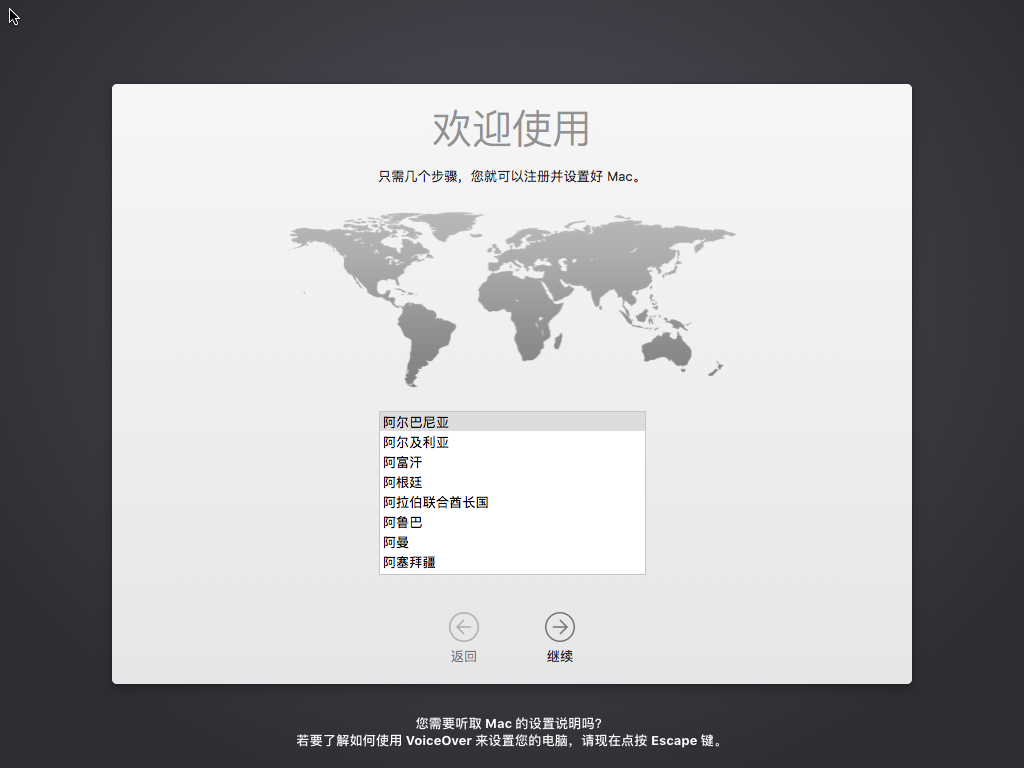 欢迎使用
只需几个步骤，您就可以注册并设置好 Mac。
阿尔巴尼亚
阿尔及利亚
阿富汗
阿根廷
阿拉伯联合酋长国
阿鲁巴
阿曼
阿塞拜疆
返回
继续
您需要听取 Mac 的设置说明吗？
若要了解如何使用 VoiceOver 来设置您的电脑，请现在点按 Escape 键。